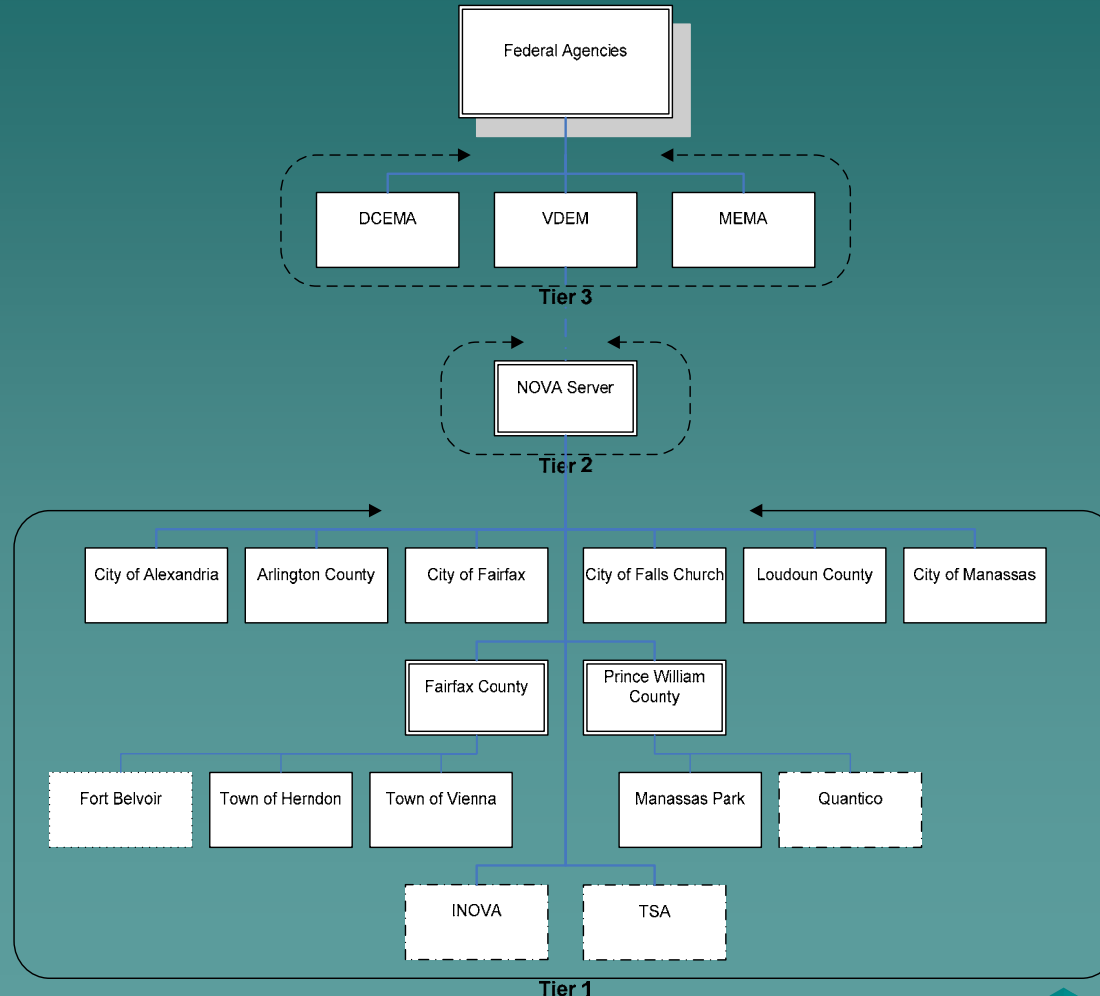 Federal Agencies
DCEMA
VDEM
MEMA
Tier 3
NOVA Server
Tier 2
City of Alexandria
Arlington County
City of Fairfax
City of Falls Church
Loudoun County
City of Manassas
Fairfax County
Prince William
County
Fort Belvoir
Town of Herndon
Town of Vienna
Manassas Park
Quantico
INOVA
TSA
Tier 1